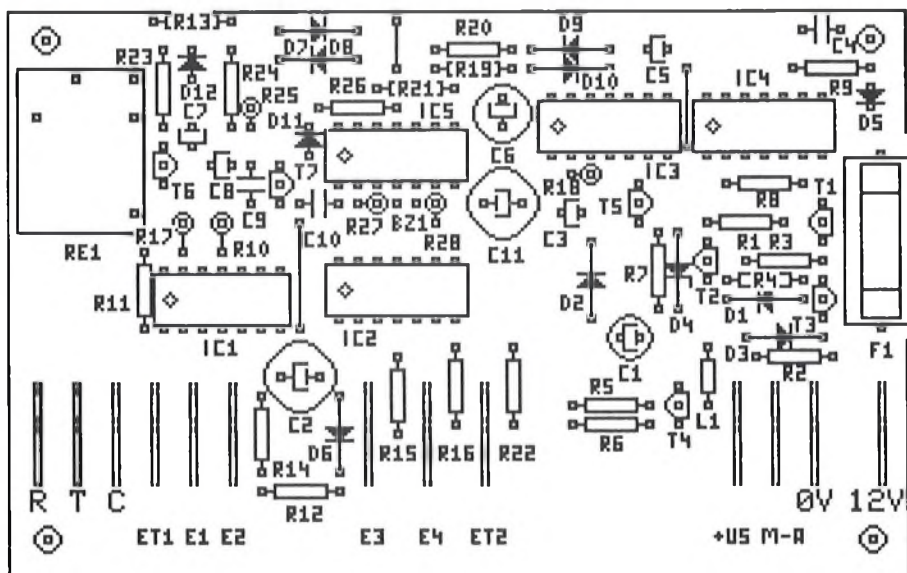 R13 D9
R23 D7 D8 R20 C4
R24 R19 C5 IC4
D12 R25 R26 R21 D10 R9
C7 D11 IC5 D5
C6
T7 IC3
T6 C8 R18 R8 T1
C9 T5
R17 R27 BZ1 C3
RE1 R10 C10 R28 C11 R1 R3
R11 R7 R4
D2 T2 D1
IC1 IC2 D4 T3
C1 D3 F1
R2
C2 R5 L1
D6 R15 R16 R22 R6 T4
R14
R T C R12 0V 12V
ET1 E1 E2 E3 E4 ET2 +US M-A